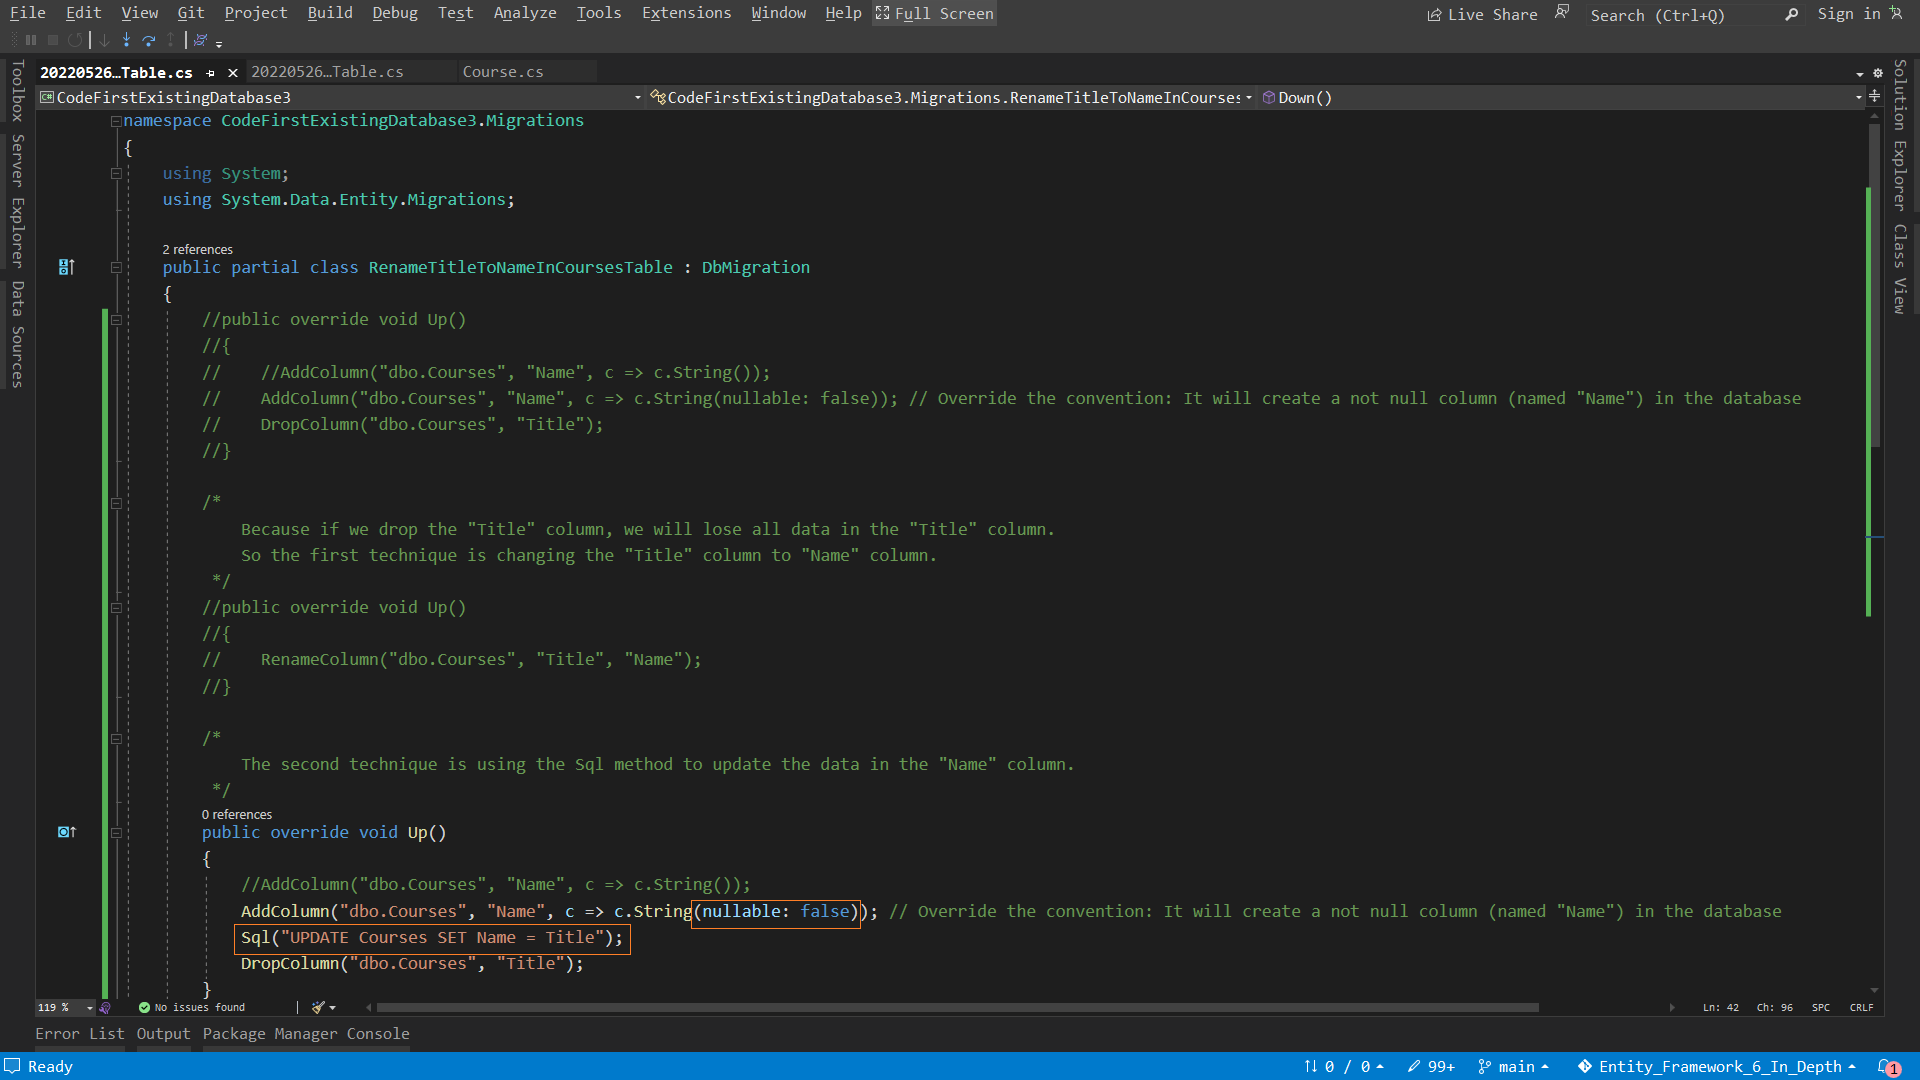 File Edit View Git Project Build Debug Test Analyze Tools Extensions Window Help Full Screen Live Share Search (Ctrl+Q) Sign in
20220526…Table.cs 20220526…Table.cs Course.cs
CodeFirstExistingDatabase3 CodeFirstExistingDatabase3.Migrations.RenameTitleToNameInCourses Down()
Toolbox Server Explorer Data Sources
Solution Explorer Class View
namespace CodeFirstExistingDatabase3.Migrations
{
using System;
using System.Data.Entity.Migrations;
2 references
public partial class RenameTitleToNameInCoursesTable : DbMigration
{
//public override void Up()
//{
//    //AddColumn("dbo.Courses", "Name", c => c.String());
//    AddColumn("dbo.Courses", "Name", c => c.String(nullable: false)); // Override the convention: It will create a not null column (named "Name") in the database
//    DropColumn("dbo.Courses", "Title");
//}
/*
Because if we drop the "Title" column, we will lose all data in the "Title" column.
So the first technique is changing the "Title" column to "Name" column.
*/
//public override void Up()
//{
//    RenameColumn("dbo.Courses", "Title", "Name");
//}
/*
The second technique is using the Sql method to update the data in the "Name" column.
*/
0 references
public override void Up()
{
//AddColumn("dbo.Courses", "Name", c => c.String());
AddColumn("dbo.Courses", "Name", c => c.String(nullable: false)); // Override the convention: It will create a not null column (named "Name") in the database
Sql("UPDATE Courses SET Name = Title");
DropColumn("dbo.Courses", "Title");
}
119 % No issues found Ln: 42 Ch: 96 SPC CRLF
Error List Output Package Manager Console
Ready 0 / 0 99+ main Entity_Framework_6_In_Depth 1